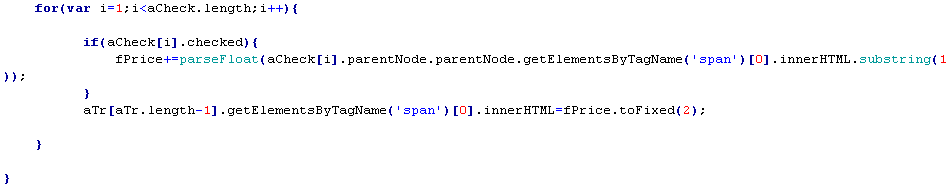 for(var i=1;i<aCheck.length;i++){
if(aCheck[i].checked){
fPrice+=parseFloat(aCheck[i].parentNode.parentNode.getElementsByTagName('span')[0].innerHTML.substring(1
));
}
aTr[aTr.length-1].getElementsByTagName('span')[0].innerHTML=fPrice.toFixed(2);
}
}